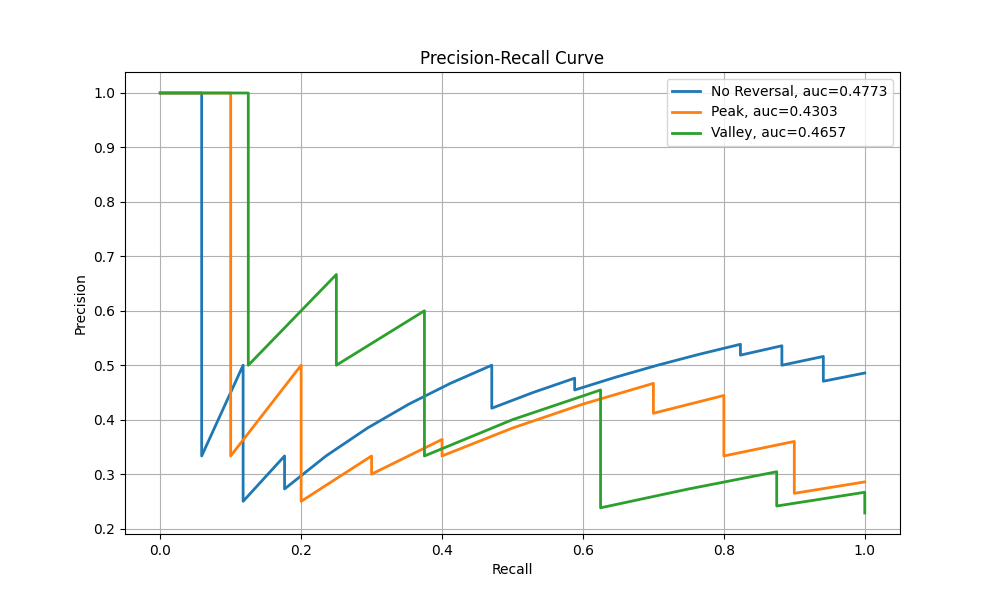 Precision-Recall Curve
No Reversal, auc=0.4773
Peak, auc=0.4303
Valley, auc=0.4657
Precision
1.0
0.9
0.8
0.7
0.6
0.5
0.4
0.3
0.2
0.0 0.2 0.4 0.6 0.8 1.0
Recall